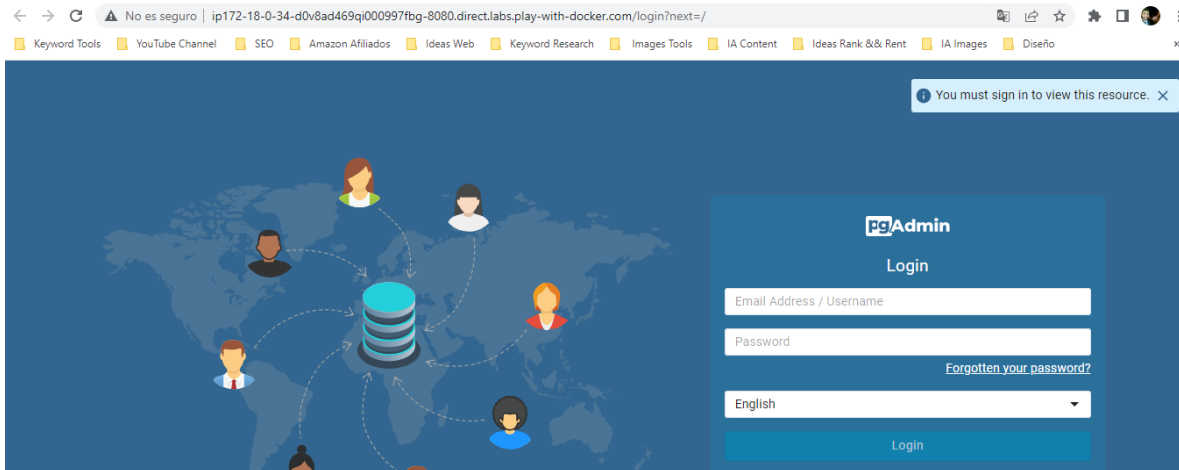 No es seguro | ip172-18-0-34-d0v8ad469qi000997fbg-8080.direct.labs.play-with-docker.com/login?next=/
Keyword Tools YouTube Channel SEO Amazon Afiliados Ideas Web Keyword Research Images Tools IA Content Ideas Rank && Rent IA Images Diseño »
You must sign in to view this resource.
pgAdmin
Login
Email Address / Username
Password
Forgotten your password?
English
Login